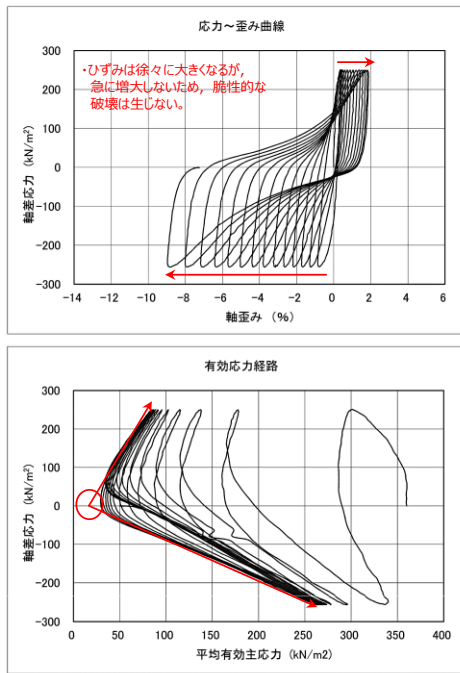 応力～歪み曲線
・ひずみは徐々に大きくなるが，
急に増大しないため，脆性的な
破壊は生じない。
軸差応力 (kN/m²)
300
200
100
0
-100
-200
-300
-14 -12 -10 -8 -6 -4 -2 0 2 4 6
軸歪み （%）
有効応力経路
軸差応力 (kN/m²)
300
200
100
0
-100
-200
-300
0 50 100 150 200 250 300 350 400
平均有効主応力 (kN/m2)